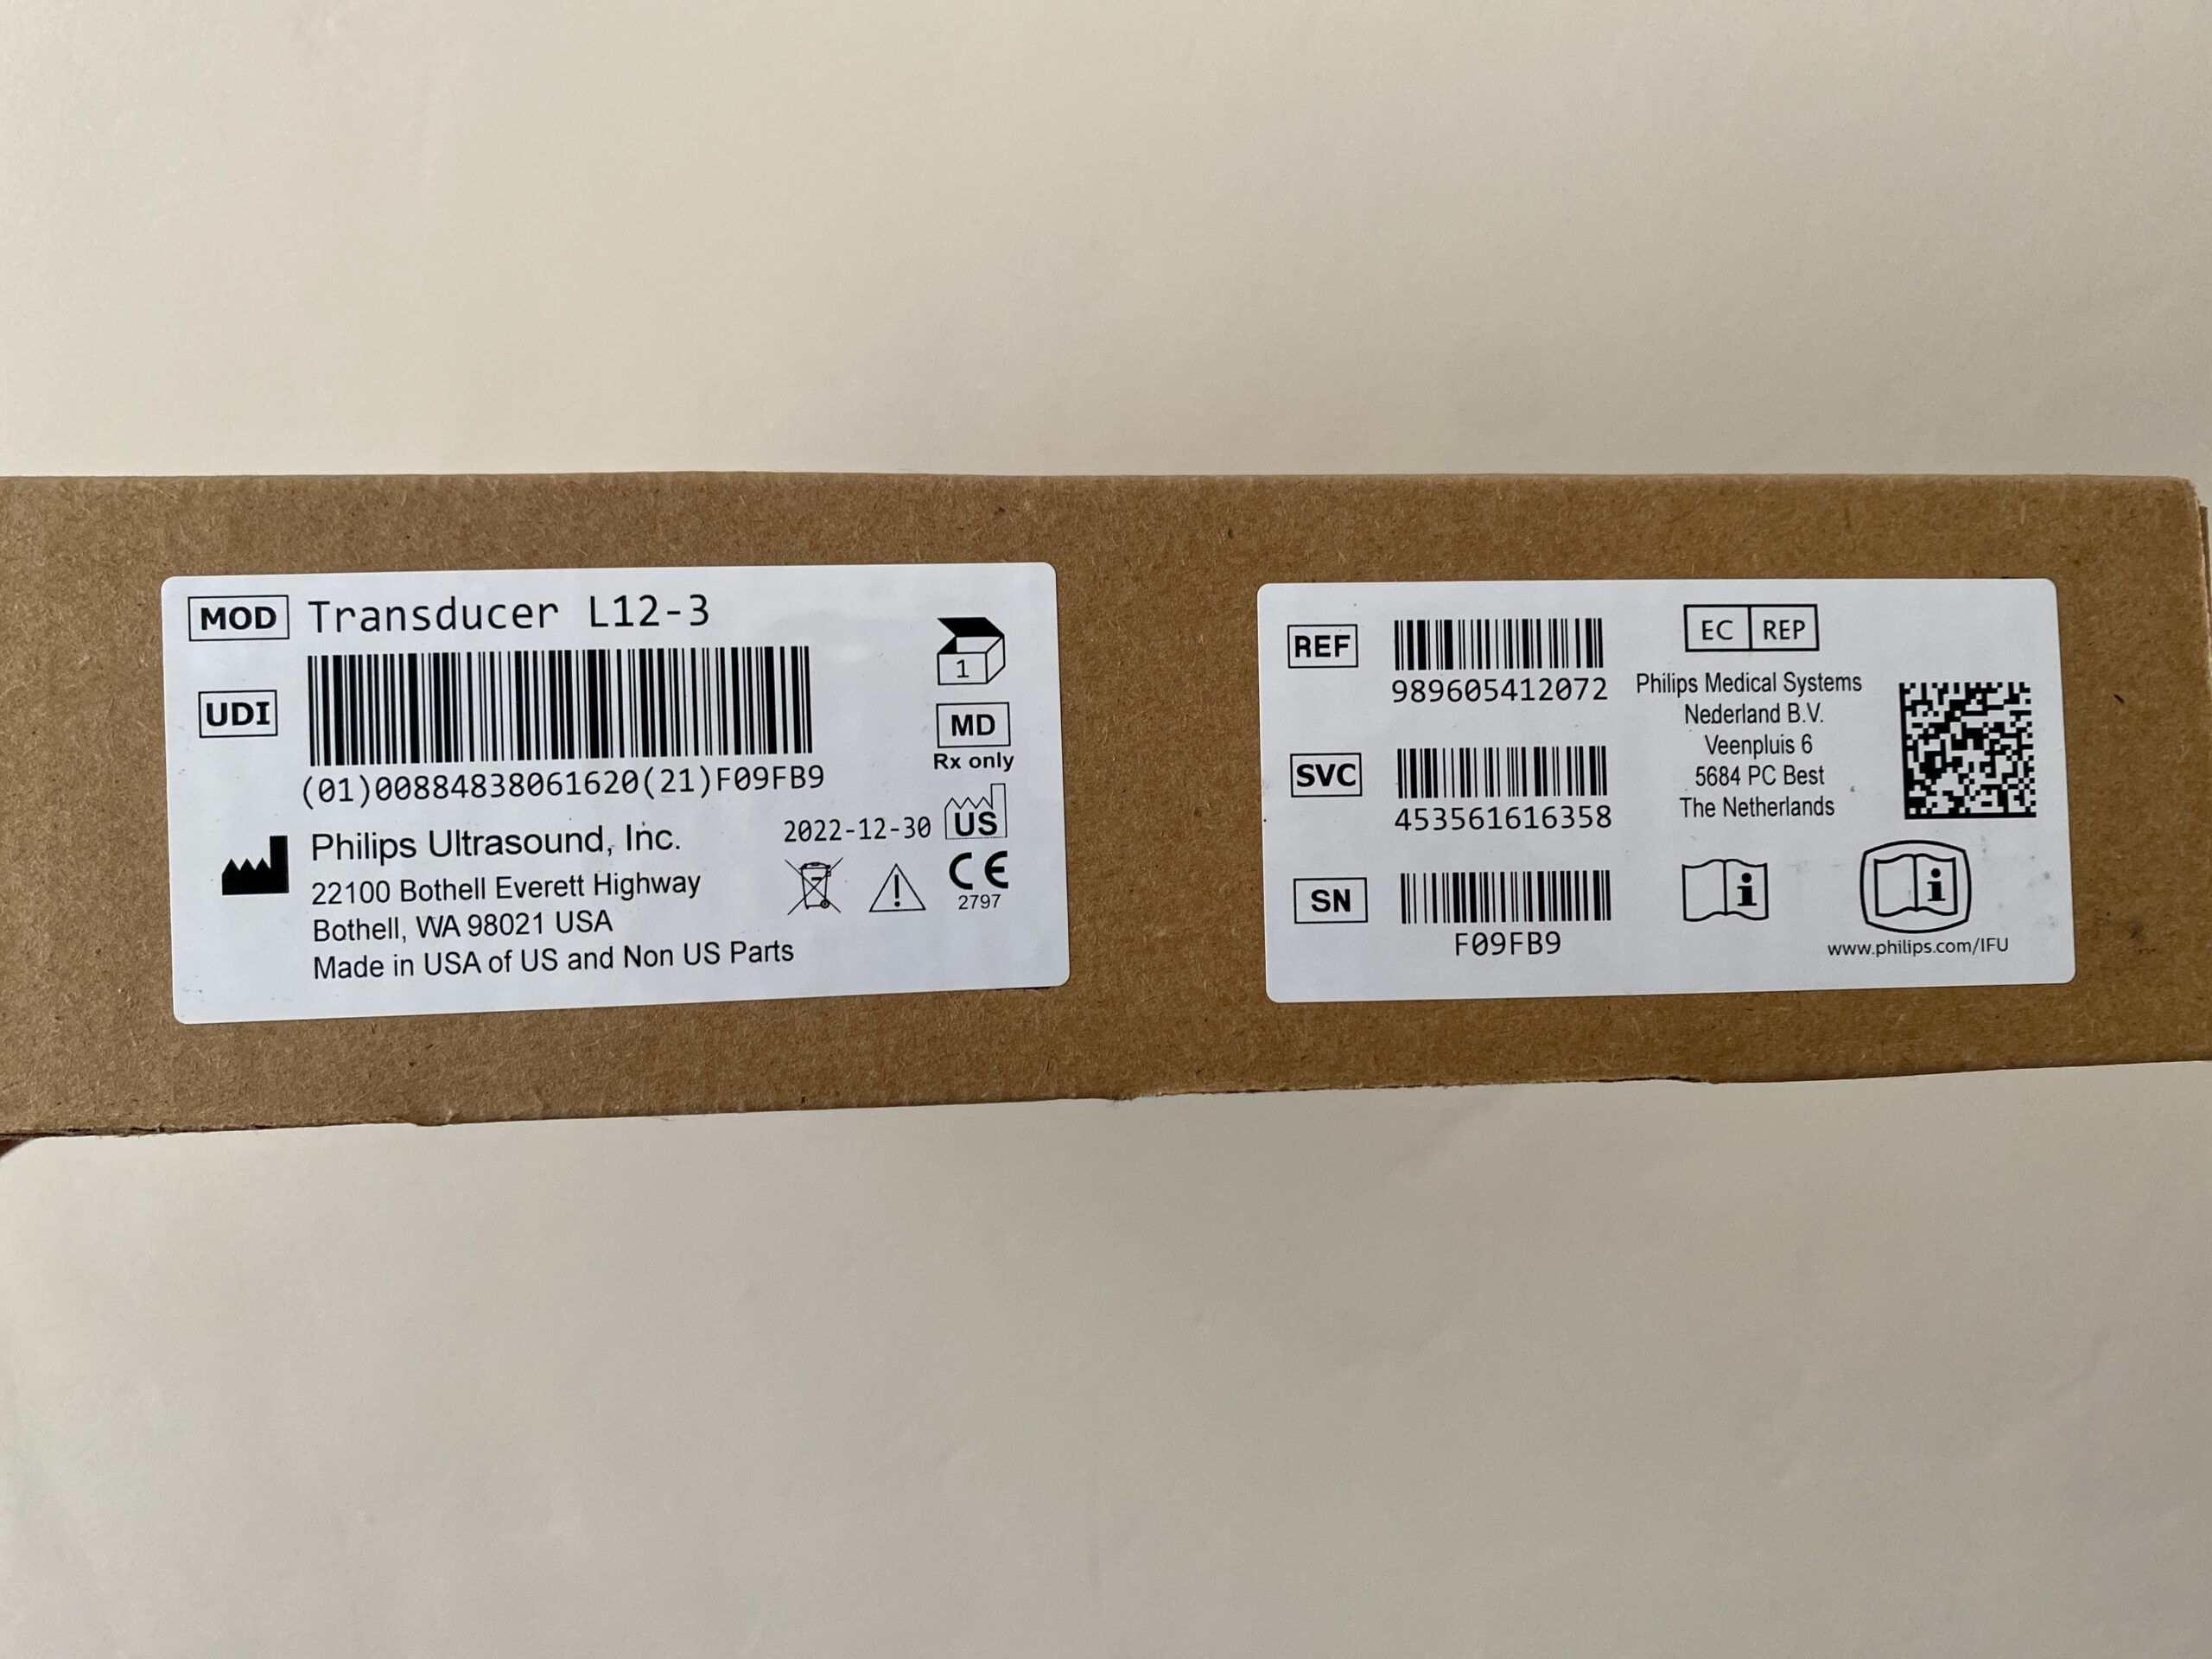 MOD Transducer L12-3
UDI
(01)00884838061620(21)F09FB9
1
MD
Rx only
Philips Ultrasound, Inc.
22100 Bothell Everett Highway
Bothell, WA 98021 USA
Made in USA of US and Non US Parts
2022-12-30 US
CE
2797
REF
989605412072
SVC
453561616358
SN
F09FB9
EC REP
Philips Medical Systems
Nederland B.V.
Veenpluis 6
5684 PC Best
The Netherlands
i
i
www.philips.com/IFU